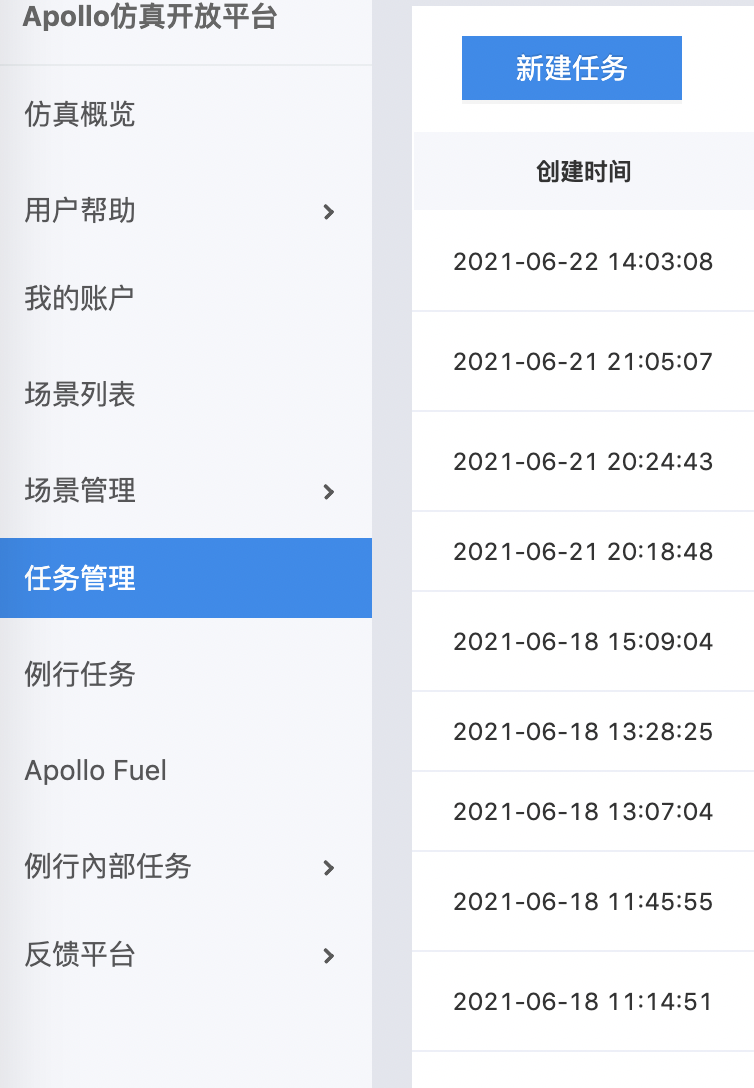 Apollo仿真开放平台
仿真概览
用户帮助
我的账户
场景列表
场景管理
任务管理
例行任务
Apollo Fuel
例行內部任务
反馈平台
新建任务
创建时间
2021-06-22 14:03:08
2021-06-21 21:05:07
2021-06-21 20:24:43
2021-06-21 20:18:48
2021-06-18 15:09:04
2021-06-18 13:28:25
2021-06-18 13:07:04
2021-06-18 11:45:55
2021-06-18 11:14:51